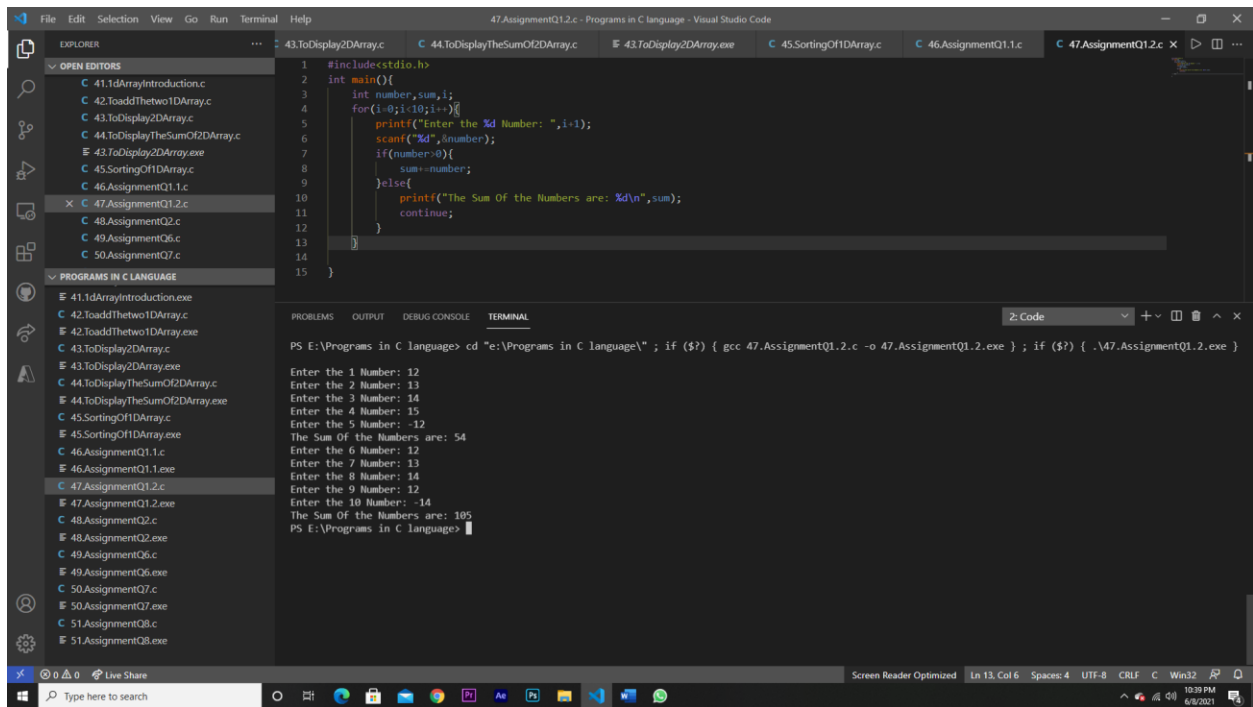 File Edit Selection View Go Run Terminal Help 47.AssignmentQ1.2.c - Programs in C language - Visual Studio Code
EXPLORER
43.ToDisplay2DArray.c 44.ToDisplayTheSumOf2DArray.c 43.ToDisplay2DArray.exe 45.SortingOf1DArray.c 46.AssignmentQ1.1.c 47.AssignmentQ1.2.c
OPEN EDITORS
41.1dArrayIntroduction.c
42.ToaddThetwo1DArray.c
43.ToDisplay2DArray.c
44.ToDisplayTheSumOf2DArray.c
43.ToDisplay2DArray.exe
45.SortingOf1DArray.c
46.AssignmentQ1.1.c
47.AssignmentQ1.2.c
48.AssignmentQ2.c
49.AssignmentQ6.c
50.AssignmentQ7.c
PROGRAMS IN C LANGUAGE
41.1dArrayIntroduction.exe
42.ToaddThetwo1DArray.c
42.ToaddThetwo1DArray.exe
43.ToDisplay2DArray.c
43.ToDisplay2DArray.exe
44.ToDisplayTheSumOf2DArray.c
44.ToDisplayTheSumOf2DArray.exe
45.SortingOf1DArray.c
45.SortingOf1DArray.exe
46.AssignmentQ1.1.c
46.AssignmentQ1.1.exe
47.AssignmentQ1.2.c
47.AssignmentQ1.2.exe
48.AssignmentQ2.c
48.AssignmentQ2.exe
49.AssignmentQ6.c
49.AssignmentQ6.exe
50.AssignmentQ7.c
50.AssignmentQ7.exe
51.AssignmentQ8.c
51.AssignmentQ8.exe
1 #include<stdio.h>
2 int main(){
3 int number,sum,i;
4 for(i=0;i<10;i++){
5 printf("Enter the %d Number: ",i+1);
6 scanf("%d",&number);
7 if(number>0){
8 sum+=number;
9 }else{
10 printf("The Sum Of the Numbers are: %d\n",sum);
11 continue;
12 }
13 }
14
15 }
PROBLEMS OUTPUT DEBUG CONSOLE TERMINAL 2: Code
PS E:\Programs in C language> cd "e:\Programs in C language\" ; if ($?) { gcc 47.AssignmentQ1.2.c -o 47.AssignmentQ1.2.exe } ; if ($?) { .\47.AssignmentQ1.2.exe }
Enter the 1 Number: 12
Enter the 2 Number: 13
Enter the 3 Number: 14
Enter the 4 Number: 15
Enter the 5 Number: -12
The Sum Of the Numbers are: 54
Enter the 6 Number: 12
Enter the 7 Number: 13
Enter the 8 Number: 14
Enter the 9 Number: 12
Enter the 10 Number: -14
The Sum Of the Numbers are: 105
PS E:\Programs in C language>
0 0 Live Share Screen Reader Optimized Ln 13, Col 6 Spaces: 4 UTF-8 CRLF C Win32
Type here to search
10:39 PM
6/8/2021